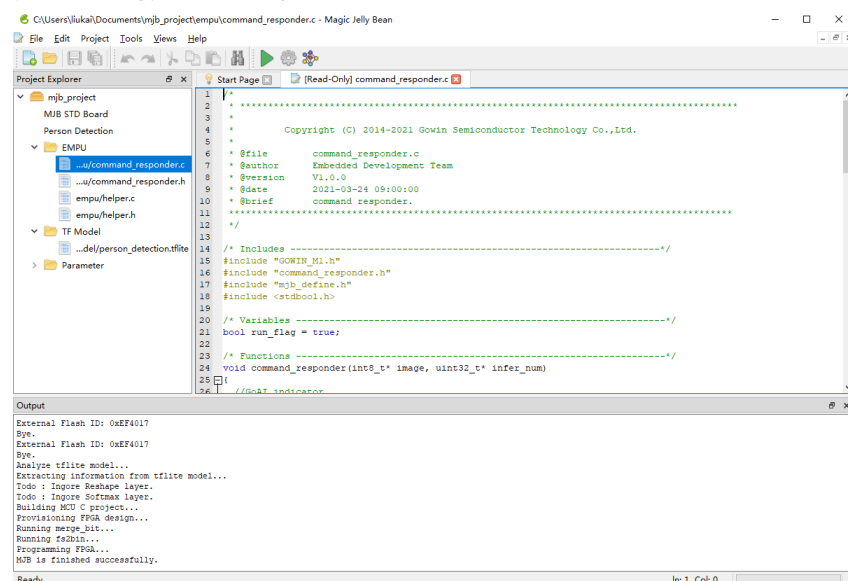 C:\Users\liukai\Documents\mjb_project\empu\command_responder.c - Magic Jelly Bean
File Edit Project Tools Views Help
Project Explorer
mjb_project
MJB STD Board
Person Detection
EMPU
...u/command_responder.c
...u/command_responder.h
empu/helper.c
empu/helper.h
TF Model
...del/person_detection.tflite
Parameter
Start Page [Read-Only] command_responder.c
1 /*
2 * ******************************************************************************************
3 *
4 * Copyright (C) 2014-2021 Gowin Semiconductor Technology Co.,Ltd.
5 *
6 * @file command_responder.c
7 * @author Embedded Development Team
8 * @version V1.0.0
9 * @date 2021-03-24 09:00:00
10 * @brief command responder.
11 ******************************************************************************************
12 */
13
14 /* Includes ------------------------------------------------------------------*/
15 #include "GOWIN_M1.h"
16 #include "command_responder.h"
17 #include "mjb_define.h"
18 #include <stdbool.h>
19
20 /* Variables ------------------------------------------------------------------*/
21 bool run_flag = true;
22
23 /* Functions ------------------------------------------------------------------*/
24 void command_responder(int8_t* image, uint32_t* infer_num)
25 {
26 //GoAI indicator
Output
External Flash ID: 0xEF4017
Bye.
External Flash ID: 0xEF4017
Bye.
Analyze tflite model...
Extracting information from tflite model...
Todo : Ingore Reshape layer.
Todo : Ingore Softmax layer.
Building MCU C project...
Provisioning FPGA design...
Running merge_bit...
Running fs2bin...
Programming FPGA...
MJB is finished successfully.
Ready
ln: 1 Col: 0